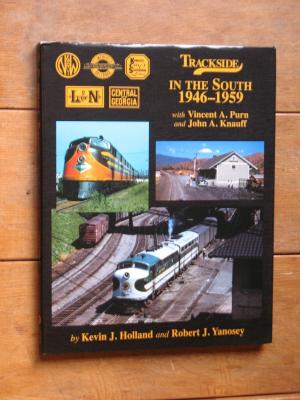 TRACKSIDE
IN THE SOUTH
1946–1959
with Vincent A. Purn
and John A. Knauff
L&N
CENTRAL
OF
GEORGIA
by Kevin J. Holland and Robert J. Yanosey